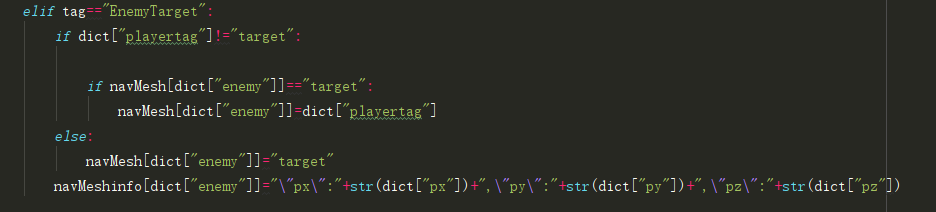 elif tag=="EnemyTarget":
if dict["playertag"]!="target":
if navMesh[dict["enemy"]]=="target":
navMesh[dict["enemy"]]=dict["playertag"]
else:
navMesh[dict["enemy"]]="target"
navMeshinfo[dict["enemy"]]="\"px\":"+str(dict["px"])+",\"py\":"+str(dict["py"])+",\"pz\":"+str(dict["pz"])